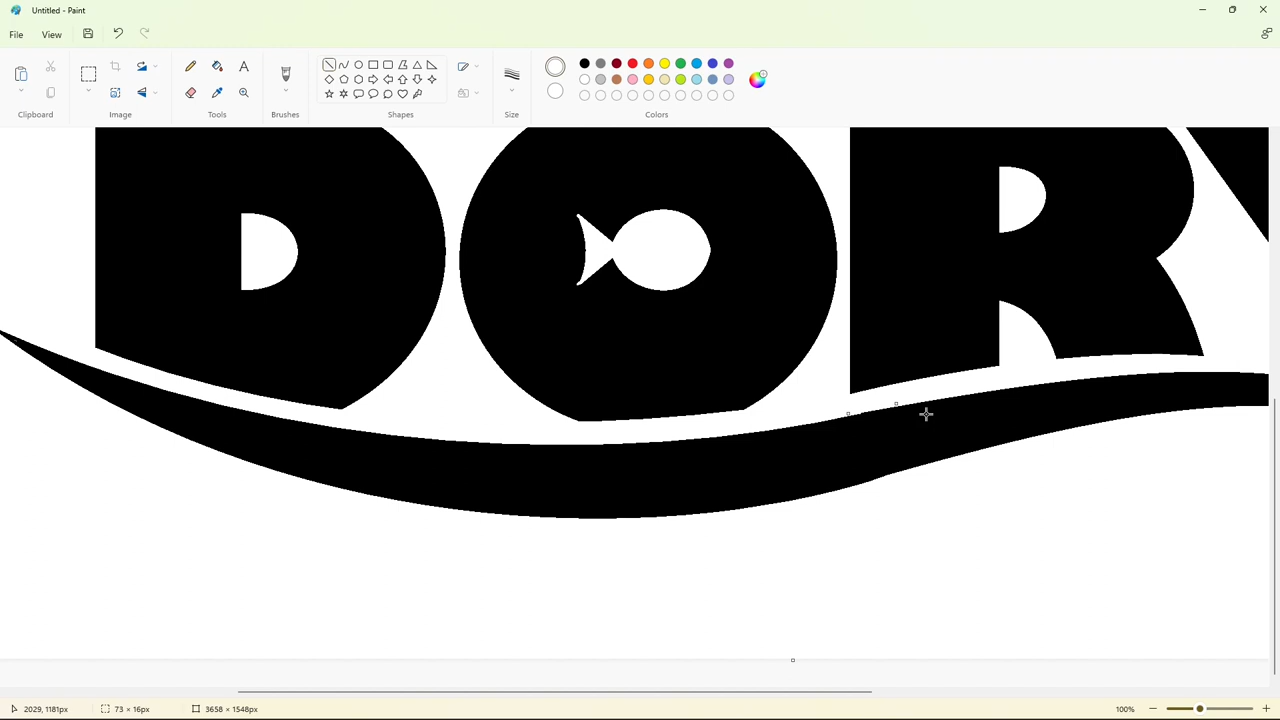 Untitled - Paint
File View
Clipboard Image Tools Brushes Shapes Size Colors
DOR
2029, 1181px 73 × 16px 3658 × 1548px 100%